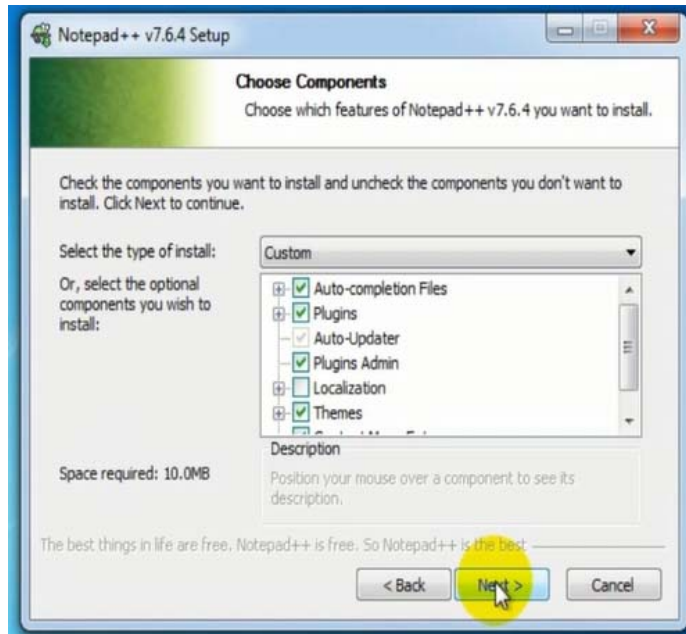 Notepad++ v7.6.4 Setup
Choose Components
Choose which features of Notepad++ v7.6.4 you want to install.
Check the components you want to install and uncheck the components you don't want to
install. Click Next to continue.
Select the type of install:
Custom
Or, select the optional
components you wish to
install:
Auto-completion Files
Plugins
Auto-Updater
Plugins Admin
Localization
Themes
Space required: 10.0MB
Description
Position your mouse over a component to see its
description.
The best things in life are free. Notepad++ is free. So Notepad++ is the best
< Back
Next >
Cancel